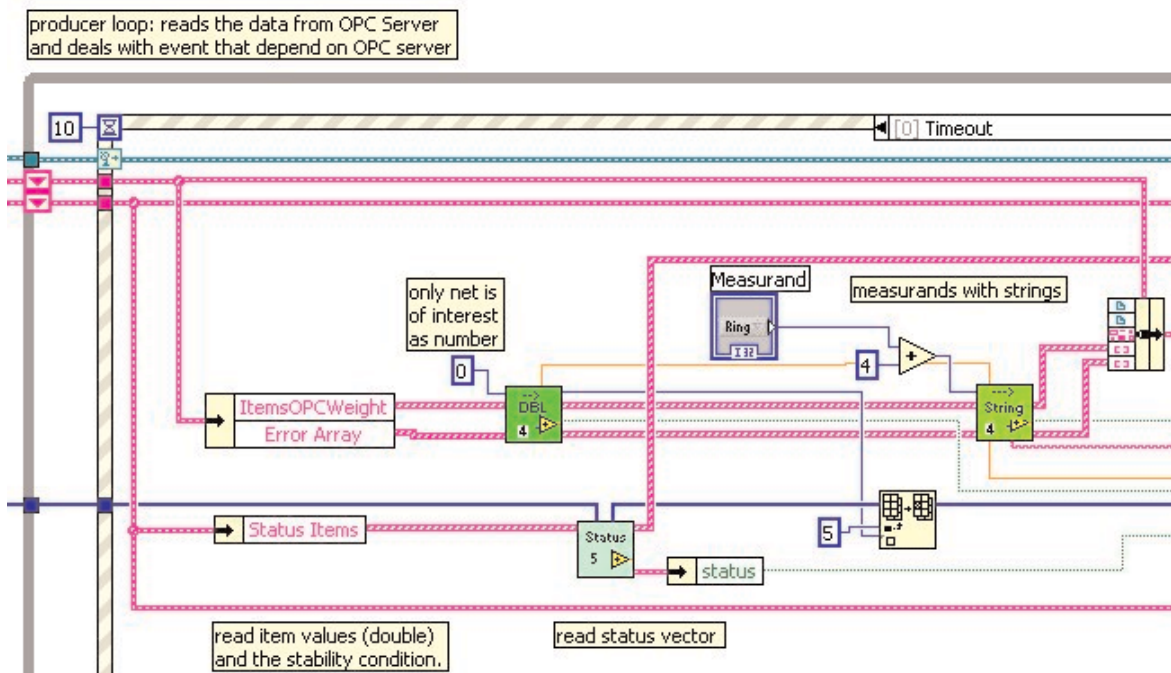 producer loop: reads the data from OPC Server
and deals with event that depend on OPC server
10
[0] Timeout
only net is
of interest
as number
Measurand
measurands with strings
Ring
I32
0
4
DBL
4
String
4
ItemsOPCWeight
Error Array
Status Items
Status
5
status
5
read item values (double)
and the stability condition.
read status vector